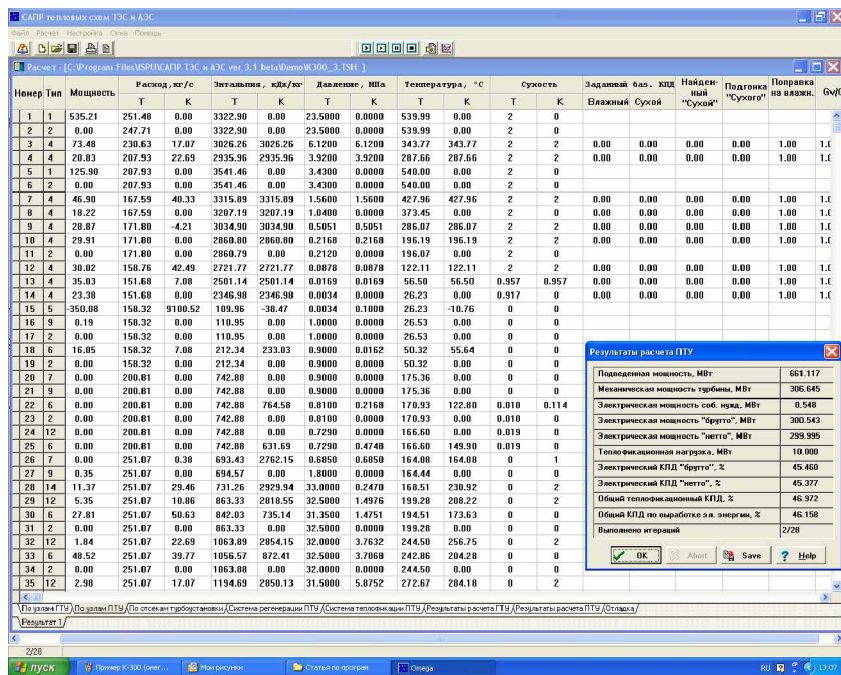 САПР тепловых схем ТЭС и АЭС
Файл Расчет Настройка Окна Помощь
Расчет - [C:\Program Files\ISPU\САПР ТЭС и АЭС ver 3.1 beta\Demo\K300_3.TSH ]
Номер Тип Мощность Расход,кг/с Энтальпия, кДж/кг Давление, МПа Температура, °С Сухость Заданный баз. КПД Найден-ный "Сухой" Подгонка "Сухого" Поправка на влажн.
Т К Т К Т К Т К Т К Влажный Сухой
1 1 535.21 251.48 0.00 3322.90 0.00 23.5000 0.0000 539.99 0.00 2 0
2 2 0.00 247.71 0.00 3322.90 0.00 23.5000 0.0000 539.99 0.00 2 0
3 4 73.48 230.63 17.07 3026.26 3026.26 6.1200 6.1200 343.77 343.77 2 2 0.00 0.00 0.00 0.00 1.00
4 4 20.83 207.93 22.69 2935.96 2935.96 3.9200 3.9200 287.66 287.66 2 2 0.00 0.00 0.00 0.00 1.00
5 1 125.90 207.93 0.00 3541.46 0.00 3.4300 0.0000 540.00 0.00 2 0
6 2 0.00 207.93 0.00 3541.46 0.00 3.4300 0.0000 540.00 0.00 2 0
7 4 46.90 167.59 40.33 3315.89 3315.89 1.5600 1.5600 427.96 427.96 2 2 0.00 0.00 0.00 0.00 1.00
8 4 18.22 167.59 0.00 3207.19 3207.19 1.0400 0.0000 373.45 0.00 2 0 0.00 0.00 0.00 0.00 1.00
9 4 28.87 171.80 -4.21 3034.90 3034.90 0.5051 0.5051 286.07 286.07 2 2 0.00 0.00 0.00 0.00 1.00
10 4 29.91 171.80 0.00 2860.80 2860.80 0.2168 0.2168 196.19 196.19 2 2 0.00 0.00 0.00 0.00 1.00
11 2 0.00 171.80 0.00 2860.79 0.00 0.2120 0.0000 196.07 0.00 2 0
12 4 30.02 158.76 42.49 2721.77 2721.77 0.0878 0.0878 122.11 122.11 2 2 0.00 0.00 0.00 0.00 1.00
13 4 35.03 151.68 7.08 2501.14 2501.14 0.0169 0.0169 56.50 56.50 0.957 0.957 0.00 0.00 0.00 0.00 1.00
14 4 23.38 151.68 0.00 2346.98 2346.98 0.0034 0.0000 26.23 0.00 0.917 0 0.00 0.00 0.00 0.00 1.00
15 5 -350.08 158.32 9100.52 109.96 -38.47 0.0034 0.1000 26.23 -10.76 0 0
16 9 0.19 158.32 0.00 110.95 0.00 1.0000 0.0000 26.53 0.00 0 0
17 2 0.00 158.32 0.00 110.95 0.00 1.0000 0.0000 26.53 0.00 0 0
18 6 16.05 158.32 7.08 212.34 233.03 0.9000 0.0162 50.32 55.64 0 0
19 2 0.00 158.32 0.00 212.34 0.00 0.9000 0.0000 50.32 0.00 0 0
20 7 0.00 200.81 0.00 742.88 0.00 0.9000 0.0000 175.36 0.00 0 0
21 9 0.00 200.81 0.00 742.88 0.00 0.9000 0.0000 175.36 0.00 0 0
22 6 0.00 200.81 0.00 742.88 764.58 0.8100 0.2168 170.93 122.80 0.010 0.114
23 2 0.00 200.81 0.00 742.88 0.00 0.8100 0.0000 170.93 0.00 0.010 0
24 12 0.00 200.81 0.00 742.88 0.00 0.7290 0.0000 166.60 0.00 0.019 0
25 6 0.00 200.81 0.00 742.88 631.69 0.7290 0.4748 166.60 149.90 0.019 0
26 7 0.00 251.07 0.38 693.43 2762.15 0.6850 0.6850 164.08 164.08 0 1
27 9 0.35 251.07 0.00 694.57 0.00 1.8000 0.0000 164.44 0.00 0 0
28 14 11.37 251.07 29.46 731.26 2929.94 33.0000 0.2470 168.51 230.92 0 2
29 12 5.35 251.07 10.86 863.33 2818.55 32.5000 1.4976 199.28 208.22 0 2
30 6 27.81 251.07 50.63 842.03 735.14 31.3500 1.4751 194.51 173.63 0 0
31 2 0.00 251.07 0.00 863.33 0.00 32.5000 0.0000 199.28 0.00 0 0
32 12 1.84 251.07 22.69 1063.89 2854.15 32.0000 3.7632 244.50 256.75 0 2
33 6 48.52 251.07 39.77 1056.57 872.41 32.5000 3.7068 242.86 204.28 0 0
34 2 0.00 251.07 0.00 1063.88 0.00 32.0000 0.0000 244.50 0.00 0 0
35 12 2.98 251.07 17.07 1194.69 2850.13 31.5000 5.8752 272.67 284.18 0 2
Результаты расчета ПТУ
Подведенная мощность, МВт 661.117
Механическая мощность турбины, МВт 306.645
Электрическая мощность соб. нужд, МВт 0.548
Электрическая мощность "брутто", МВт 300.543
Электрическая мощность "нетто", МВт 299.995
Теплофикационная нагрузка, МВт 10.000
Электрический КПД "брутто", % 45.460
Электрический КПД "нетто", % 45.377
Общий теплофикационный КПД, % 46.972
Общий КПД по выработке эл. энергии, % 46.158
Выполнено итераций 2/28
OK Abort Save Help
По узлам ГТУ По узлам ПТУ По отсекам турбоустановки Система регенерации ПТУ Система теплофикации ПТУ Результаты расчета ГТУ Результаты расчета ПТУ Отладка
Результат 1
2/28
пуск Пример К-300 (онег... Мои рисунки Статья по програм Omega RU 13:07